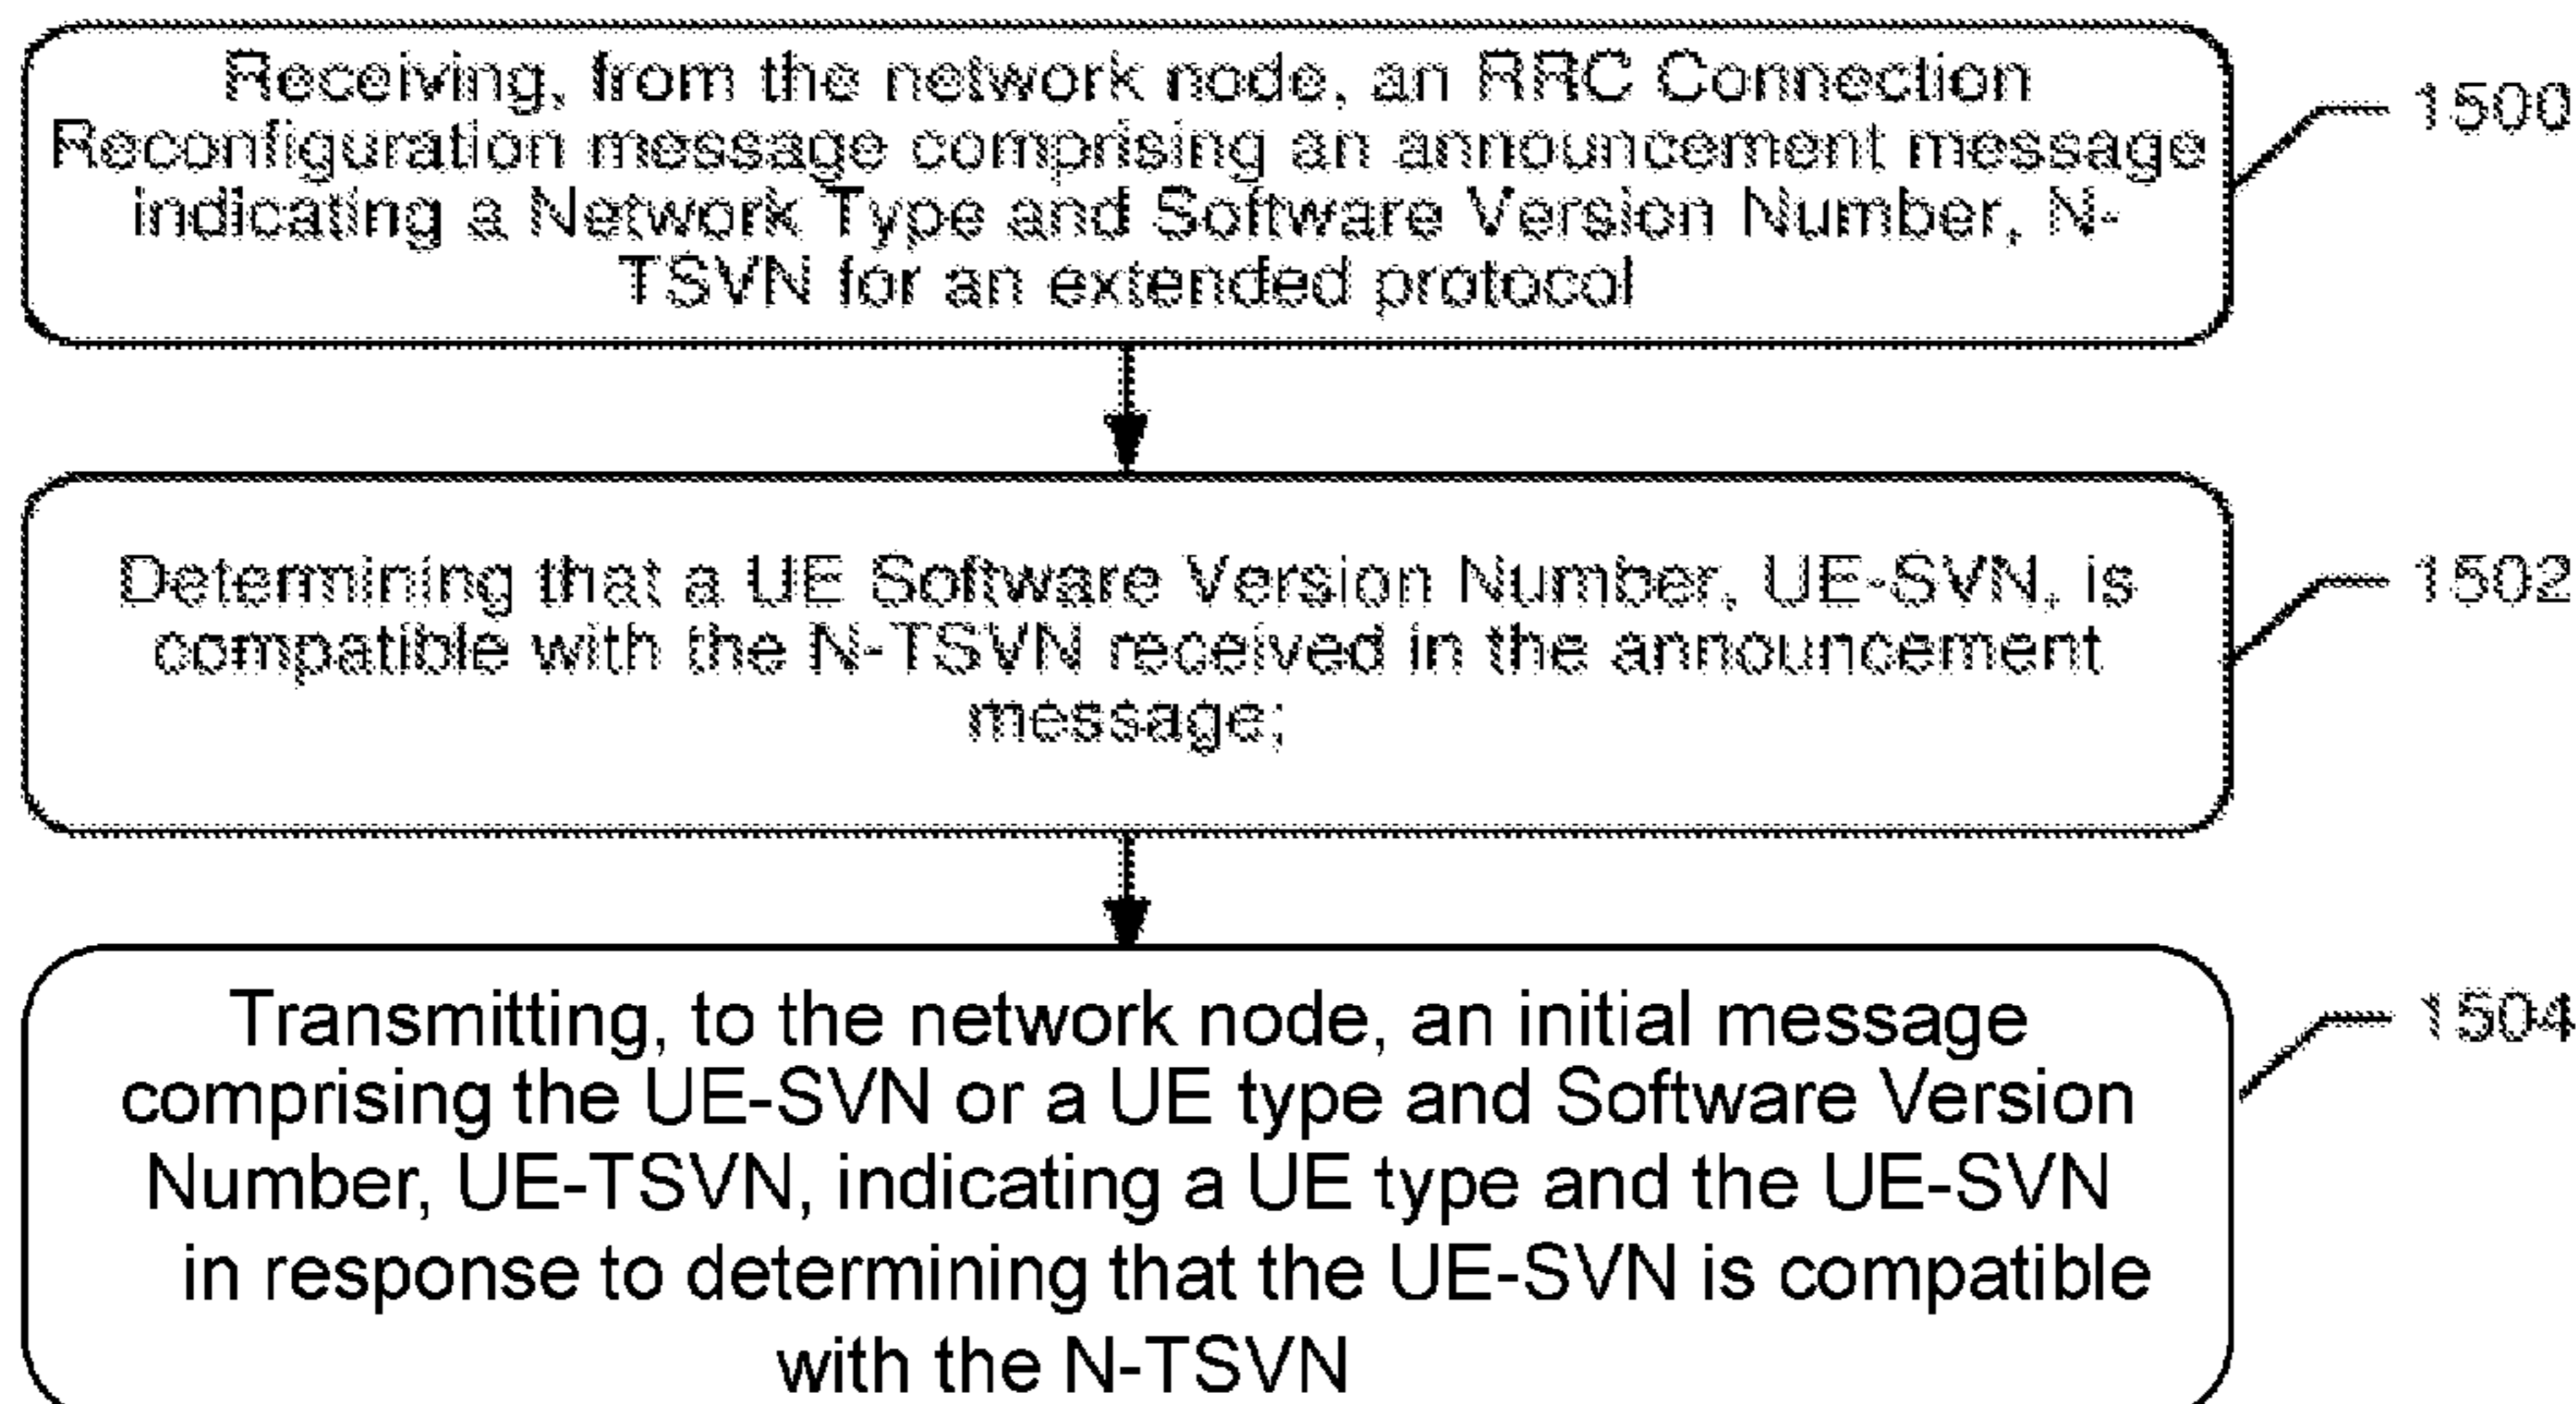 Receiving, from the network node, an RRC Connection
Reconfiguration message comprising an announcement message
indicating a Network Type and Software Version Number, N-
TSVN for an extended protocol
1500
Determining that a UE Software Version Number, UE-SVN, is
compatible with the N-TSVN received in the announcement
message;
1502
Transmitting, to the network node, an initial message
comprising the UE-SVN or a UE type and Software Version
Number, UE-TSVN, indicating a UE type and the UE-SVN
in response to determining that the UE-SVN is compatible
with the N-TSVN
1504